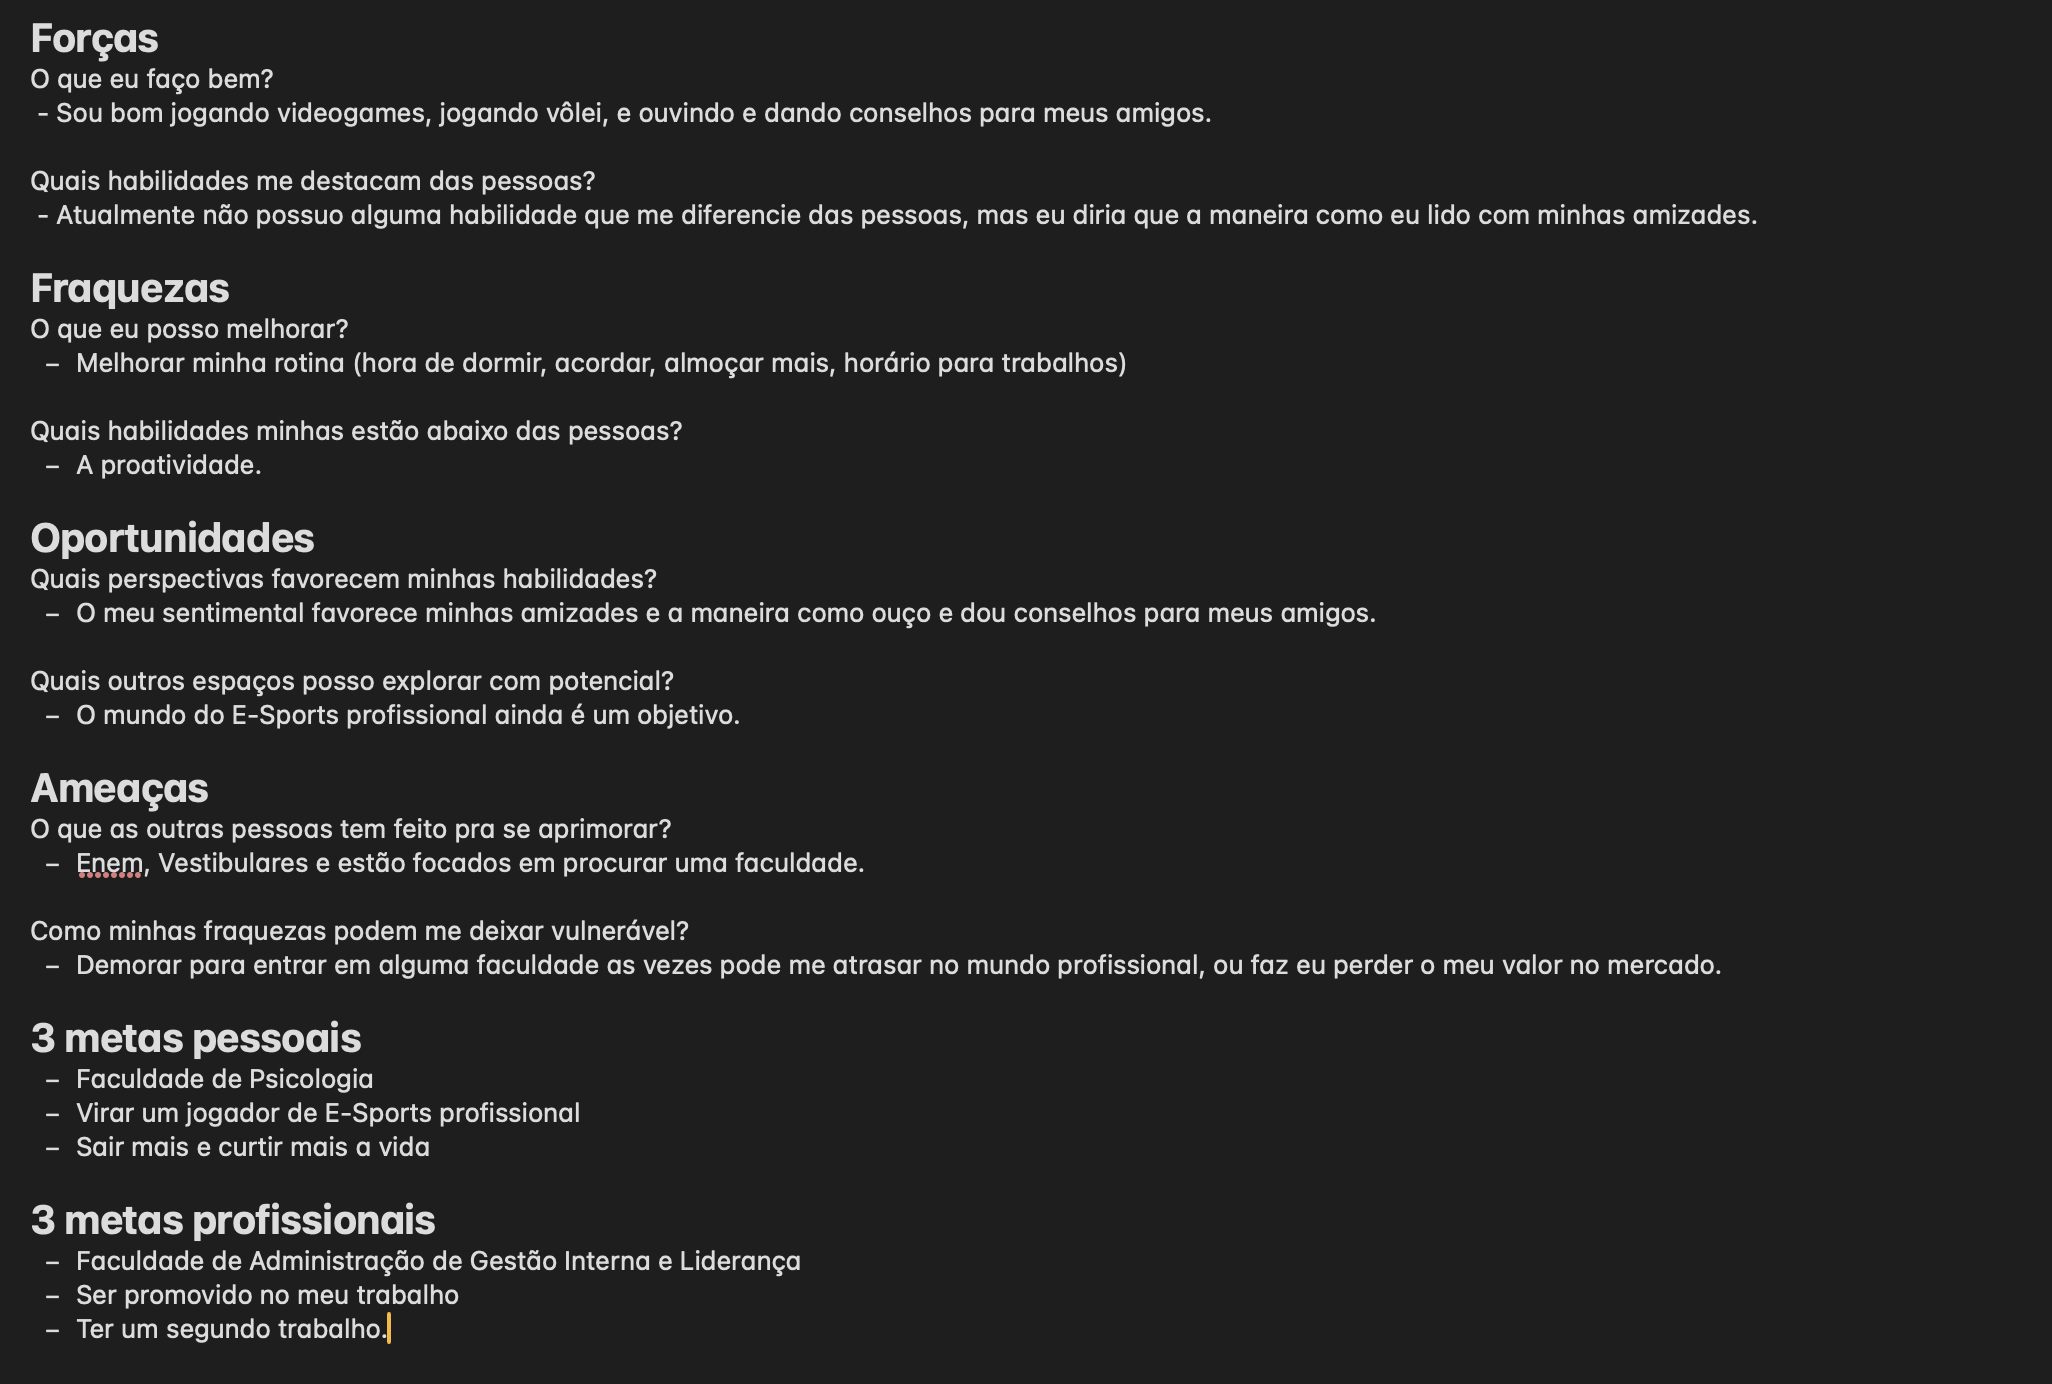 Forças
O que eu faço bem?
- Sou bom jogando videogames, jogando vôlei, e ouvindo e dando conselhos para meus amigos.
Quais habilidades me destacam das pessoas?
- Atualmente não possuo alguma habilidade que me diferencie das pessoas, mas eu diria que a maneira como eu lido com minhas amizades.
Fraquezas
O que eu posso melhorar?
– Melhorar minha rotina (hora de dormir, acordar, almoçar mais, horário para trabalhos)
Quais habilidades minhas estão abaixo das pessoas?
– A proatividade.
Oportunidades
Quais perspectivas favorecem minhas habilidades?
– O meu sentimental favorece minhas amizades e a maneira como ouço e dou conselhos para meus amigos.
Quais outros espaços posso explorar com potencial?
– O mundo do E-Sports profissional ainda é um objetivo.
Ameaças
O que as outras pessoas tem feito pra se aprimorar?
– Enem, Vestibulares e estão focados em procurar uma faculdade.
Como minhas fraquezas podem me deixar vulnerável?
– Demorar para entrar em alguma faculdade as vezes pode me atrasar no mundo profissional, ou faz eu perder o meu valor no mercado.
3 metas pessoais
– Faculdade de Psicologia
– Virar um jogador de E-Sports profissional
– Sair mais e curtir mais a vida
3 metas profissionais
– Faculdade de Administração de Gestão Interna e Liderança
– Ser promovido no meu trabalho
– Ter um segundo trabalho.